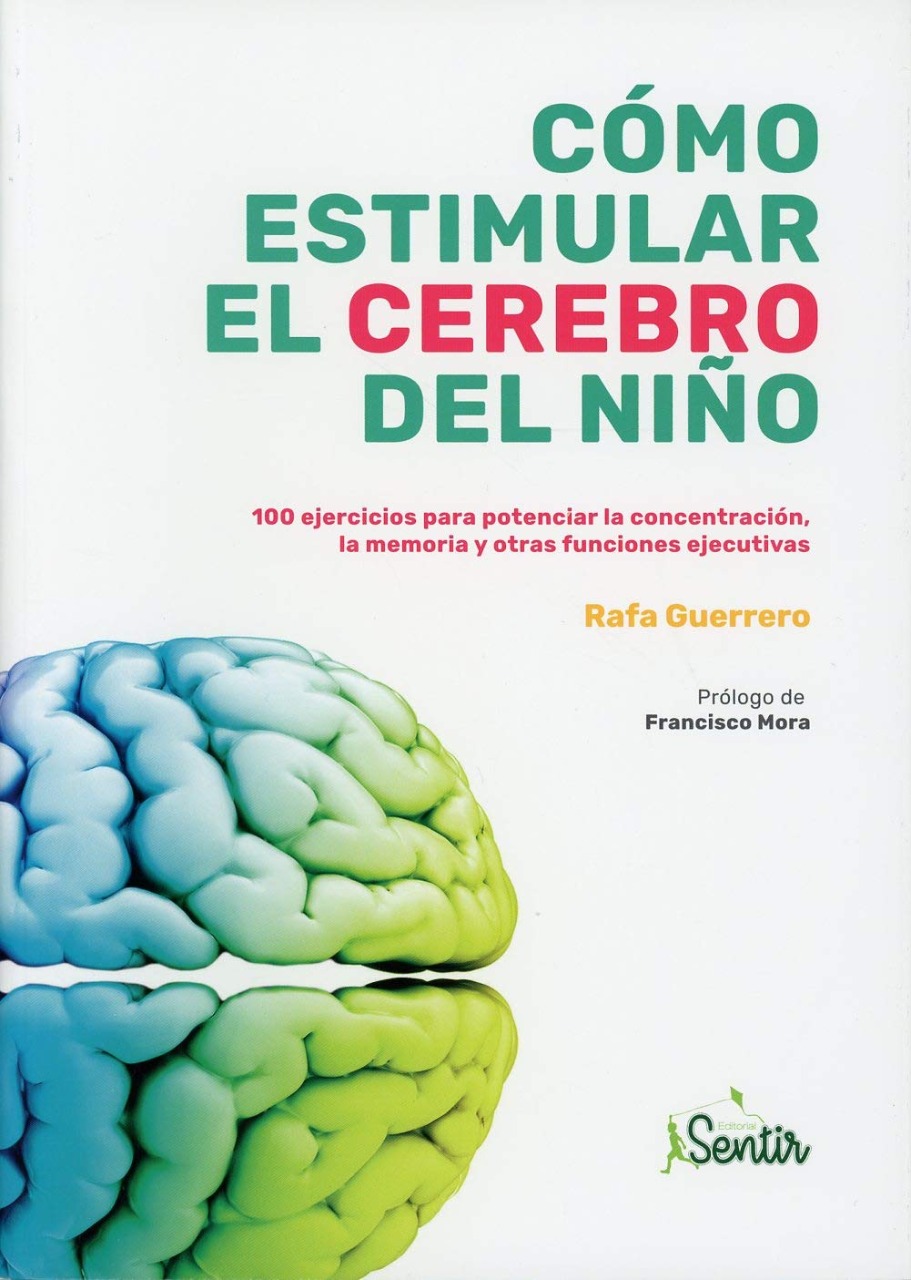 CÓMO
ESTIMULAR
EL CEREBRO
DEL NIÑO
100 ejercicios para potenciar la concentración,
la memoria y otras funciones ejecutivas
Rafa Guerrero
Prólogo de
Francisco Mora
Editorial
Sentir